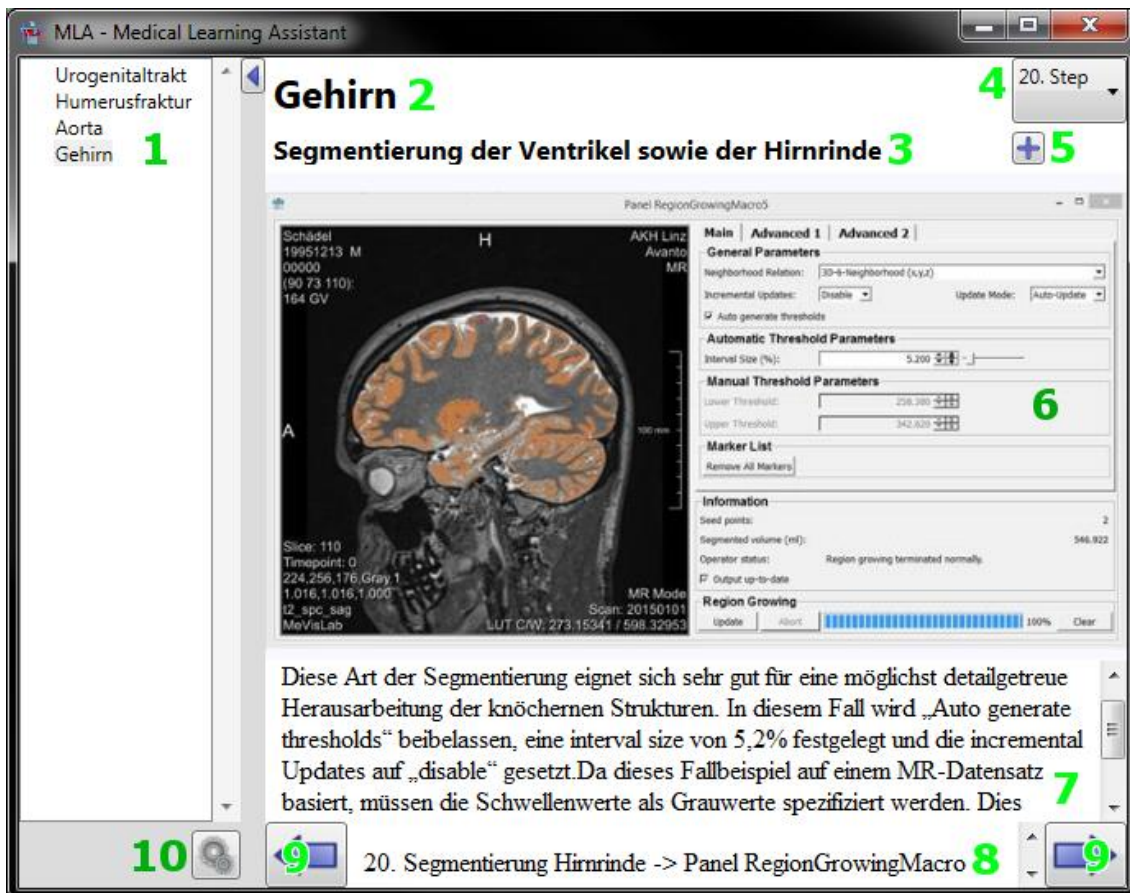 MLA - Medical Learning Assistant
Urogenitaltrakt
Humerusfraktur
Aorta
Gehirn
1
Gehirn 2
4 20. Step
Segmentierung der Ventrikel sowie der Hirnrinde 3
5
Panel RegionGrowingMacro5
Schädel
19951213 M
00000
(90 73 110):
164 GV
H
AKH Linz
Avanto
MR
A
100 mm
Slice: 110
Timepoint: 0
224,256,176,Gray 1
1.016,1.016,1.000
t2_spc_sag
MeVisLab
MR Mode
Scan: 20150101
LUT C/W: 273.15341 / 598.32953
Main Advanced 1 Advanced 2
General Parameters
Neighborhood Relation: 3D-6-Neighborhood (x,y,z)
Incremental Updates: Disable Update Mode: Auto-Update
Auto generate thresholds
Automatic Threshold Parameters
Interval Size (%): 5.200
Manual Threshold Parameters
Lower Threshold: 258.380
Upper Threshold: 342.620
6
Marker List
Remove All Markers
Information
Seed points: 2
Segmented volume (ml): 546.922
Operator status: Region growing terminated normally.
Output up-to-date
Region Growing
Update Abort 100% Clear
Diese Art der Segmentierung eignet sich sehr gut für eine möglichst detailgetreue
Herausarbeitung der knöchernen Strukturen. In diesem Fall wird „Auto generate
thresholds“ beibelassen, eine interval size von 5,2% festgelegt und die incremental
Updates auf „disable“ gesetzt.Da dieses Fallbeispiel auf einem MR-Datensatz
basiert, müssen die Schwellenwerte als Grauwerte spezifiziert werden. Dies
7
10
9
20. Segmentierung Hirnrinde -> Panel RegionGrowingMacro 8
9